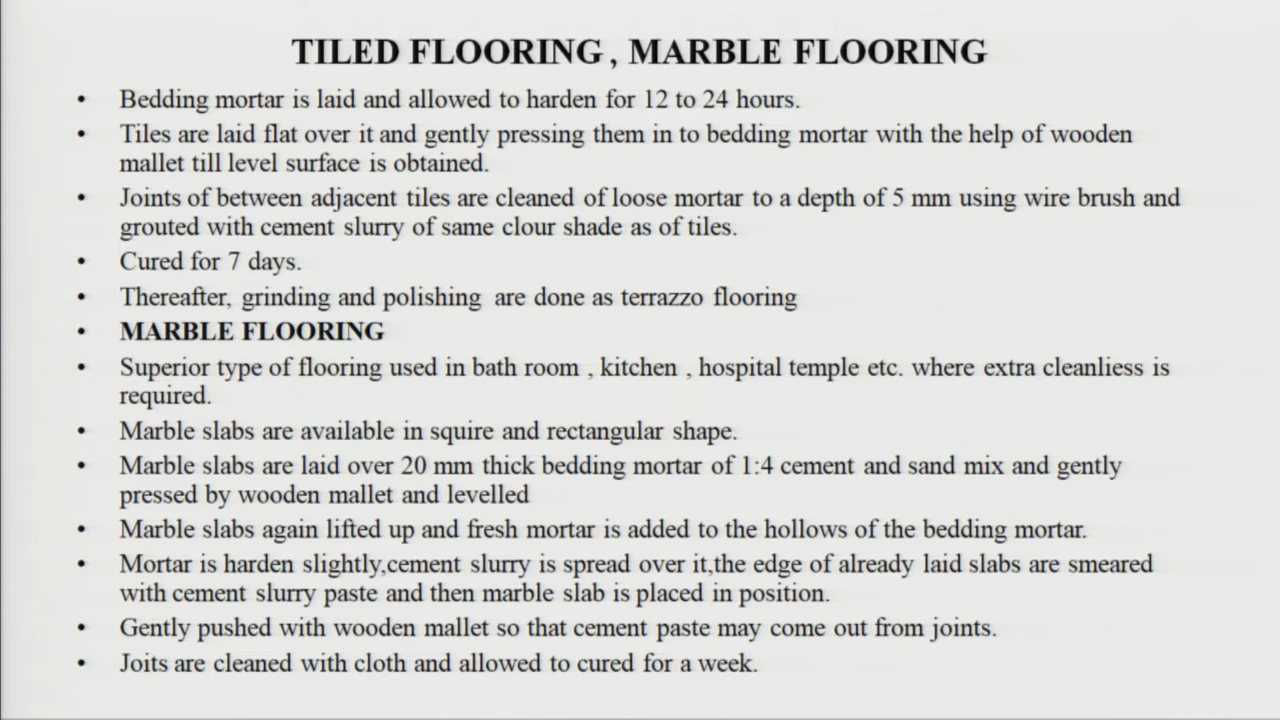 TILED FLOORING , MARBLE FLOORING
• Bedding mortar is laid and allowed to harden for 12 to 24 hours.
• Tiles are laid flat over it and gently pressing them in to bedding mortar with the help of wooden
mallet till level surface is obtained.
• Joints of between adjacent tiles are cleaned of loose mortar to a depth of 5 mm using wire brush and
grouted with cement slurry of same clour shade as of tiles.
• Cured for 7 days.
• Thereafter, grinding and polishing are done as terrazzo flooring
• MARBLE FLOORING
• Superior type of flooring used in bath room , kitchen , hospital temple etc. where extra cleanliess is
required.
• Marble slabs are available in squire and rectangular shape.
• Marble slabs are laid over 20 mm thick bedding mortar of 1:4 cement and sand mix and gently
pressed by wooden mallet and levelled
• Marble slabs again lifted up and fresh mortar is added to the hollows of the bedding mortar.
• Mortar is harden slightly,cement slurry is spread over it,the edge of already laid slabs are smeared
with cement slurry paste and then marble slab is placed in position.
• Gently pushed with wooden mallet so that cement paste may come out from joints.
• Joits are cleaned with cloth and allowed to cured for a week.